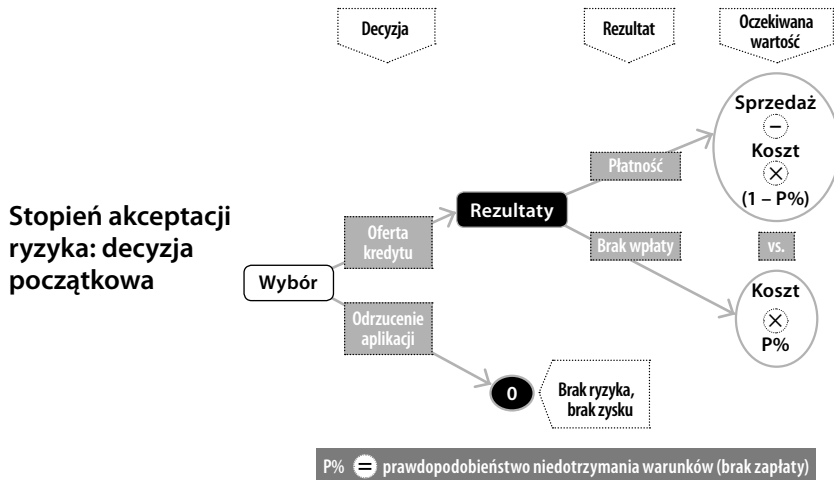 Decyzja
Rezultat
Oczekiwana
wartość
Stopień akceptacji
ryzyka: decyzja
początkowa
Wybór
Oferta
kredytu
Odrzucenie
aplikacji
Rezultaty
Płatność
Brak wpłaty
Sprzedaż
–
Koszt
×
(1 – P%)
vs.
Koszt
×
P%
0
Brak ryzyka,
brak zysku
P% = prawdopodobieństwo niedotrzymania warunków (brak zapłaty)